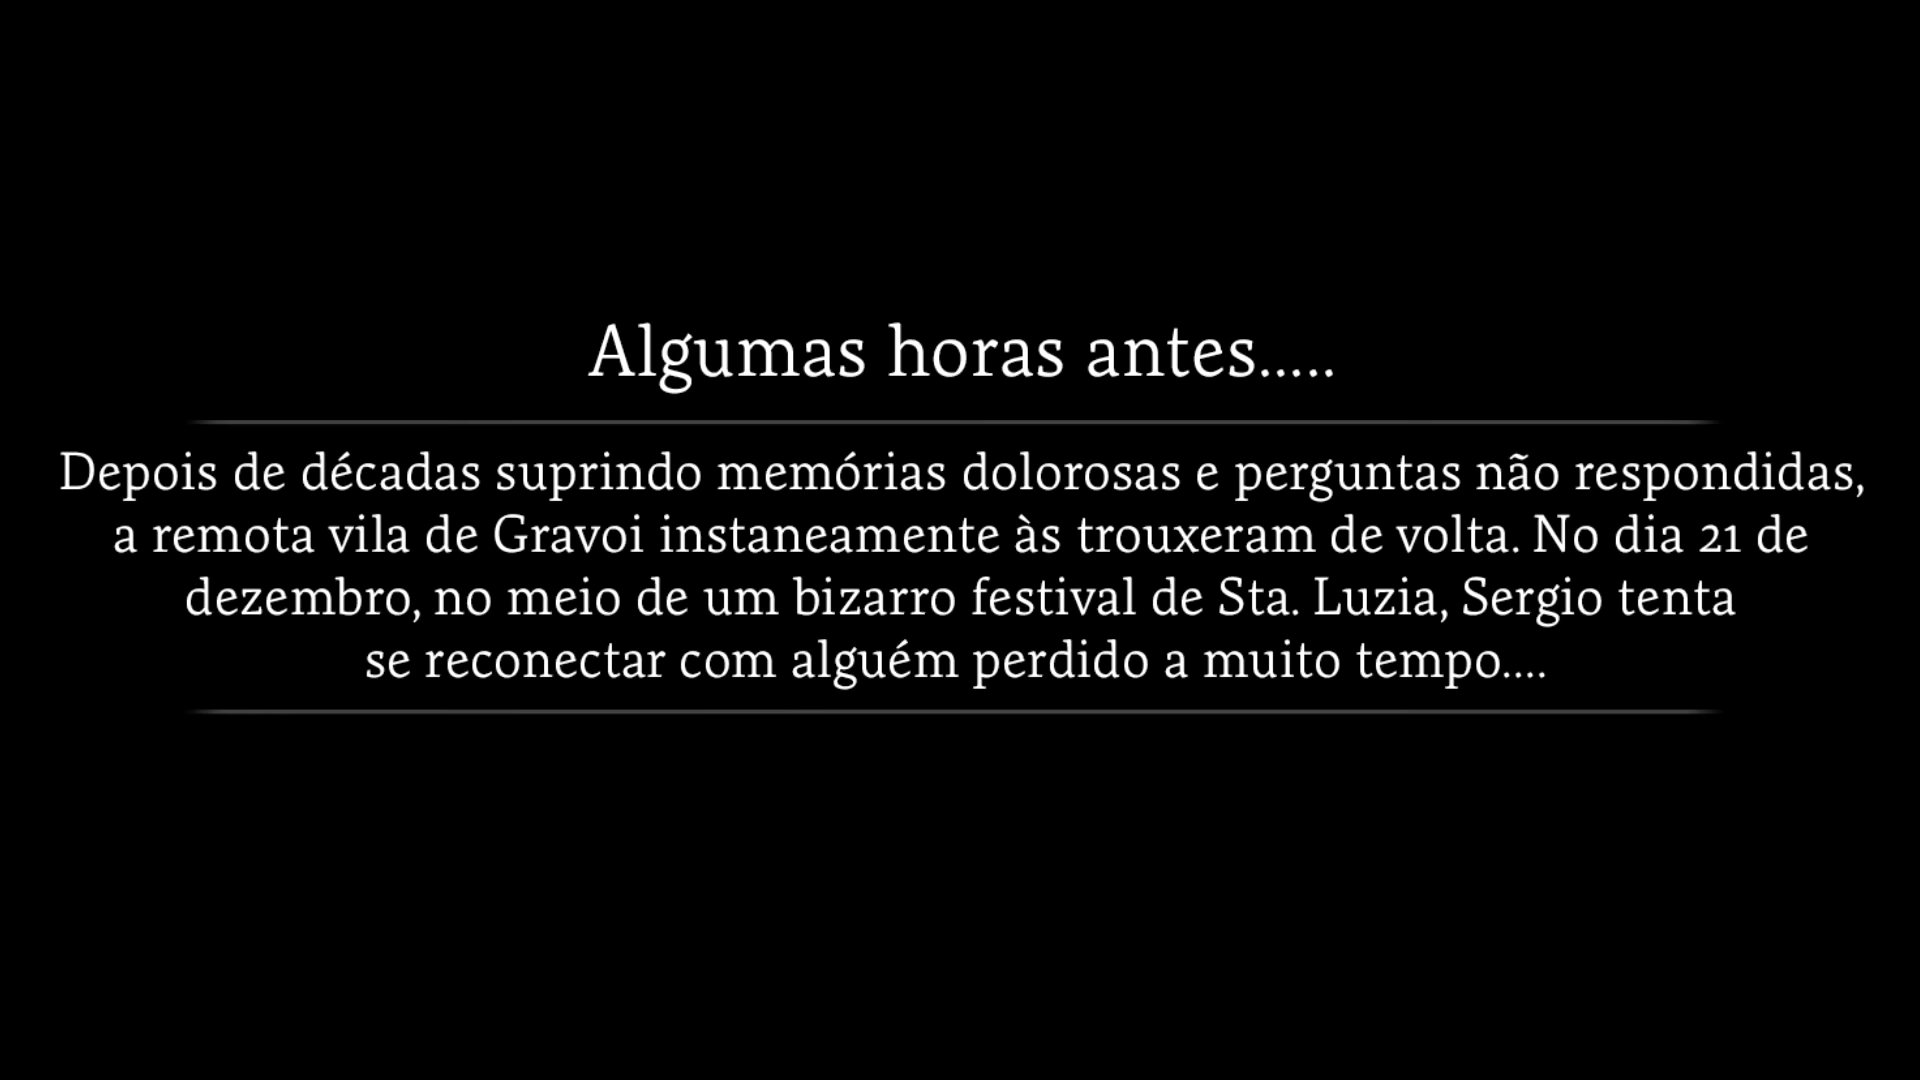 Algumas horas antes.....
Depois de décadas suprindo memórias dolorosas e perguntas não respondidas,
a remota vila de Gravoi instaneamente às trouxeram de volta. No dia 21 de
dezembro, no meio de um bizarro festival de Sta. Luzia, Sergio tenta
se reconectar com alguém perdido a muito tempo....